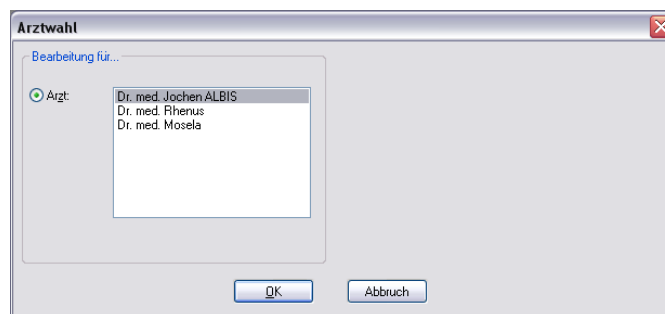 Arztwahl
Bearbeitung für...
Arzt:
Dr. med. Jochen ALBIS
Dr. med. Rhenus
Dr. med. Mosela
OK
Abbruch